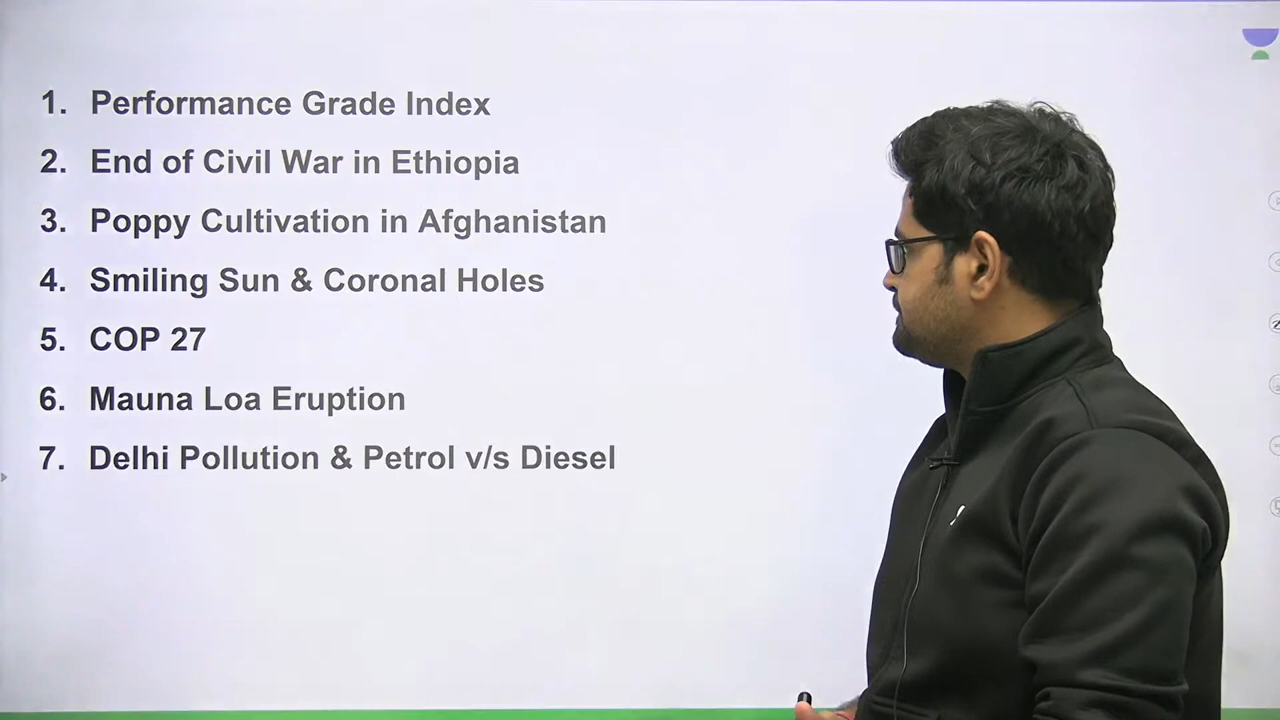 1. Performance Grade Index
2. End of Civil War in Ethiopia
3. Poppy Cultivation in Afghanistan
4. Smiling Sun & Coronal Holes
5. COP 27
6. Mauna Loa Eruption
7. Delhi Pollution & Petrol v/s Diesel